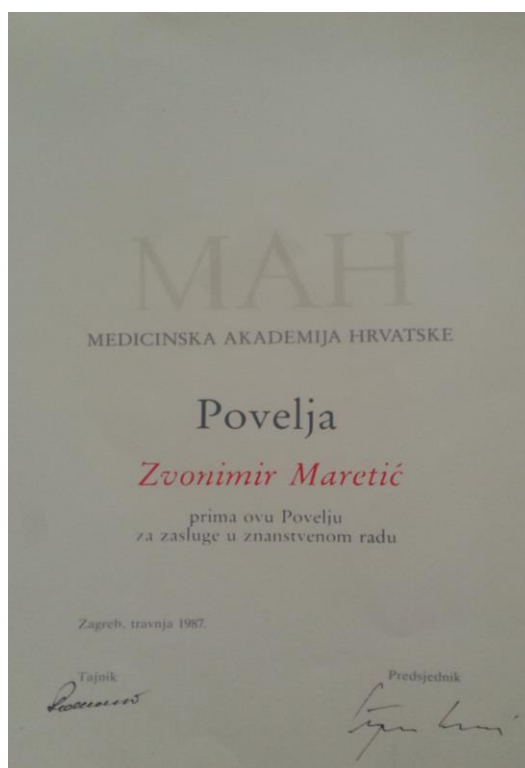 MAH
MEDICINSKA AKADEMIJA HRVATSKE
Povelja
Zvonimir Maretić
prima ovu Povelju
za zasluge u znanstvenom radu
Zagreb, travnja 1987.
Tajnik
Predsjednik